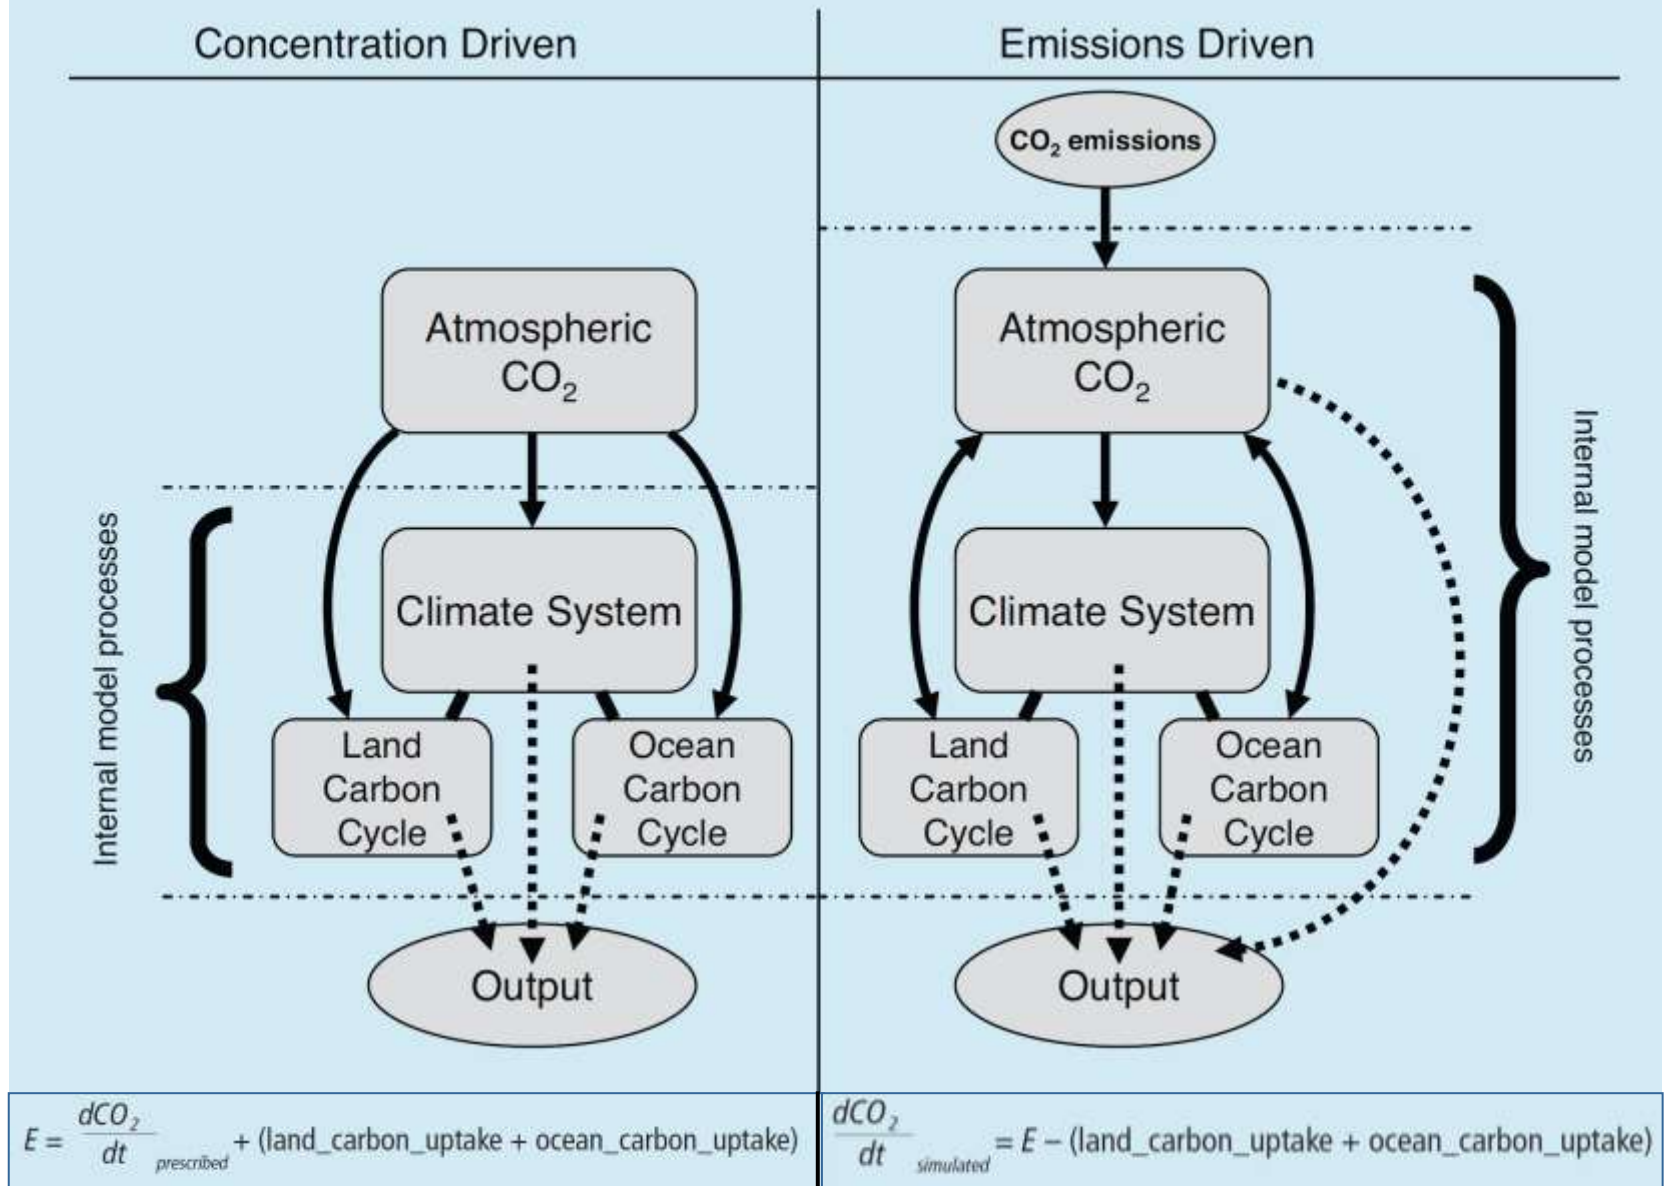 Concentration Driven
Emissions Driven
CO₂ emissions
Atmospheric
CO₂
Climate System
Land
Carbon
Cycle
Ocean
Carbon
Cycle
Output
Internal model processes
Atmospheric
CO₂
Climate System
Land
Carbon
Cycle
Ocean
Carbon
Cycle
Output
Internal model processes
E = dCO₂/dt prescribed + (land_carbon_uptake + ocean_carbon_uptake)
dCO₂/dt simulated = E − (land_carbon_uptake + ocean_carbon_uptake)